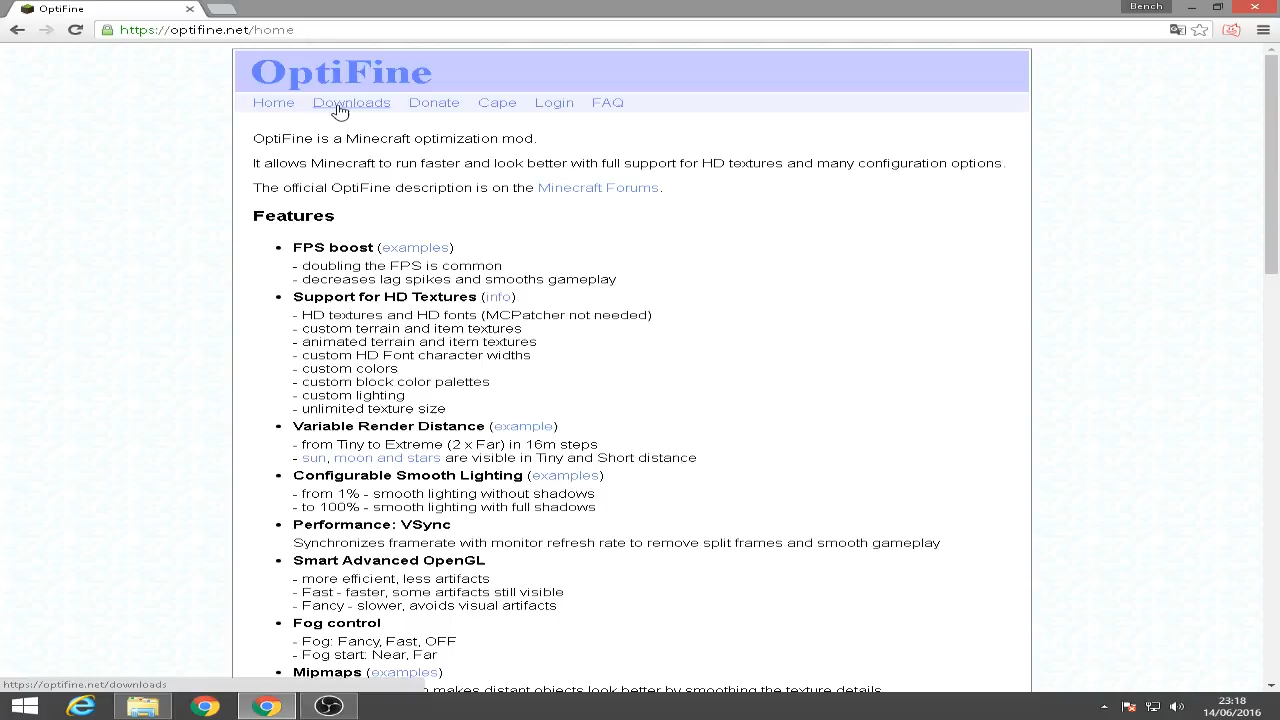 OptiFine
Bench
https://optifine.net/home
OptiFine
Home Downloads Donate Cape Login FAQ
OptiFine is a Minecraft optimization mod.
It allows Minecraft to run faster and look better with full support for HD textures and many configuration options.
The official OptiFine description is on the Minecraft Forums.
Features
• FPS boost (examples)
- doubling the FPS is common
- decreases lag spikes and smooths gameplay
• Support for HD Textures (info)
- HD textures and HD fonts (MCPatcher not needed)
- custom terrain and item textures
- animated terrain and item textures
- custom HD Font character widths
- custom colors
- custom block color palettes
- custom lighting
- unlimited texture size
• Variable Render Distance (example)
- from Tiny to Extreme (2 x Far) in 16m steps
- sun, moon and stars are visible in Tiny and Short distance
• Configurable Smooth Lighting (examples)
- from 1% - smooth lighting without shadows
- to 100% - smooth lighting with full shadows
• Performance: VSync
Synchronizes framerate with monitor refresh rate to remove split frames and smooth gameplay
• Smart Advanced OpenGL
- more efficient, less artifacts
- Fast - faster, some artifacts still visible
- Fancy - slower, avoids visual artifacts
• Fog control
- Fog: Fancy, Fast, OFF
- Fog start: Near, Far
• Mipmaps (examples)
makes distant objects look better by smoothing the texture details
https://optifine.net/downloads
23:18
14/06/2016